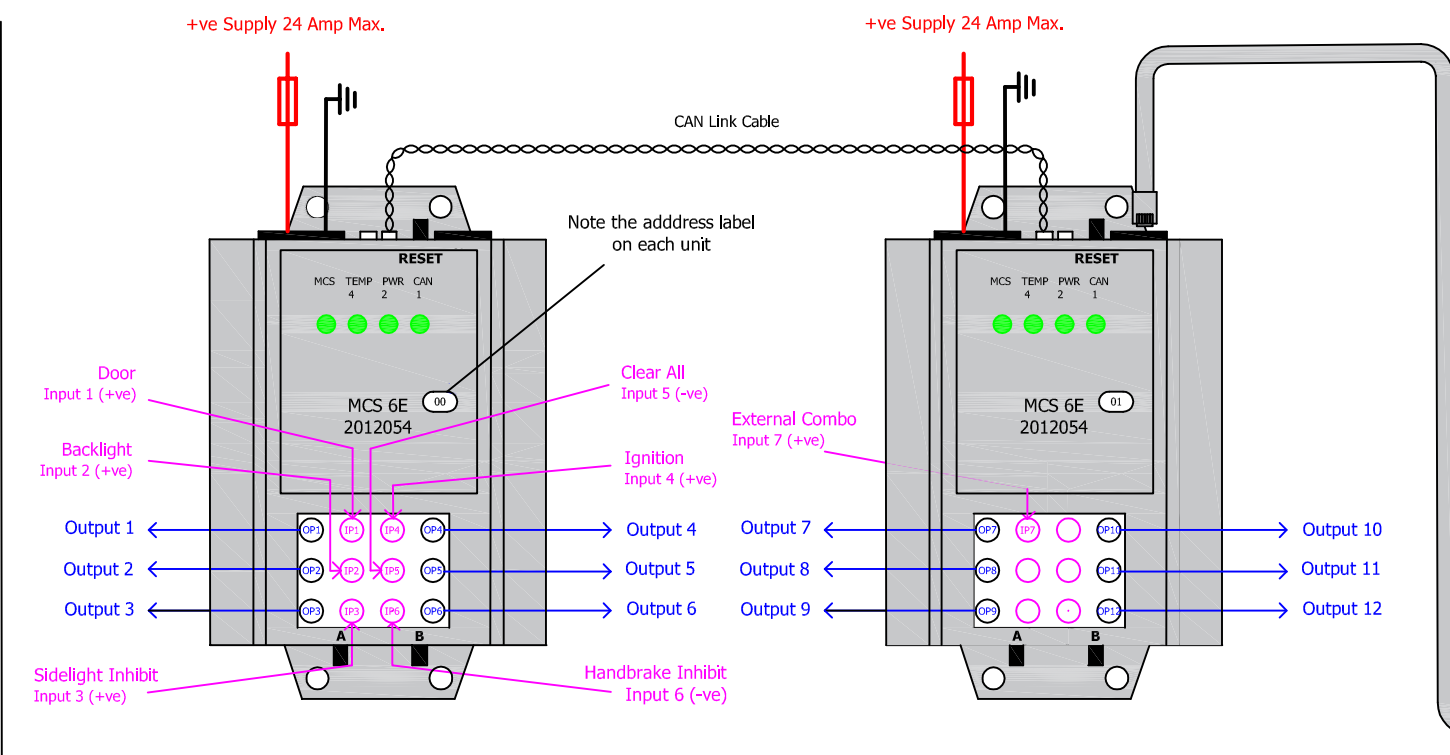 +ve Supply 24 Amp Max.
+ve Supply 24 Amp Max.
CAN Link Cable
Note the adddress label
on each unit
RESET
MCS TEMP PWR CAN
4 2 1
RESET
MCS TEMP PWR CAN
4 2 1
Door
Input 1 (+ve)
Clear All
Input 5 (-ve)
MCS 6E 00
2012054
MCS 6E 01
2012054
External Combo
Input 7 (+ve)
Backlight
Input 2 (+ve)
Ignition
Input 4 (+ve)
Output 1 OP1 IP1 IP4 OP4 Output 4
Output 2 OP2 IP2 IP5 OP5 Output 5
Output 3 OP3 IP3 IP6 OP6 Output 6
A B
Output 7 OP7 IP7 OP10 Output 10
Output 8 OP8 OP11 Output 11
Output 9 OP9 OP12 Output 12
A B
Sidelight Inhibit
Input 3 (+ve)
Handbrake Inhibit
Input 6 (-ve)